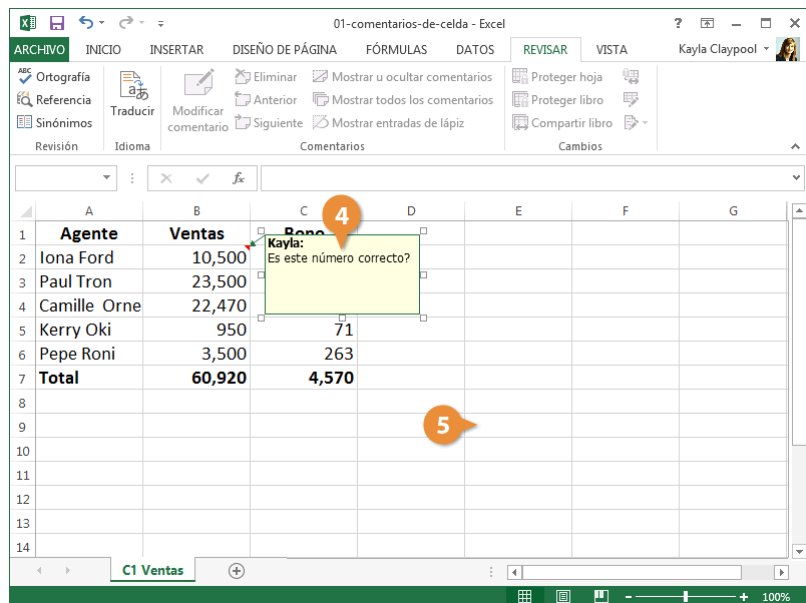 01-comentarios-de-celda - Excel
ARCHIVO INICIO INSERTAR DISEÑO DE PÁGINA FÓRMULAS DATOS REVISAR VISTA Kayla Claypool
ABC Ortografía
Referencia
Sinónimos
Revisión
Traducir
Idioma
Modificar
comentario
Eliminar
Anterior
Siguiente
Mostrar u ocultar comentarios
Mostrar todos los comentarios
Mostrar entradas de lápiz
Comentarios
Proteger hoja
Proteger libro
Compartir libro
Cambios
fx
A B C D E F G
1 Agente Ventas Bono
2 Iona Ford 10,500
3 Paul Tron 23,500
4 Camille Orne 22,470
5 Kerry Oki 950 71
6 Pepe Roni 3,500 263
7 Total 60,920 4,570
8
9
10
11
12
13
14
4
Kayla:
Es este número correcto?
5
C1 Ventas
100%